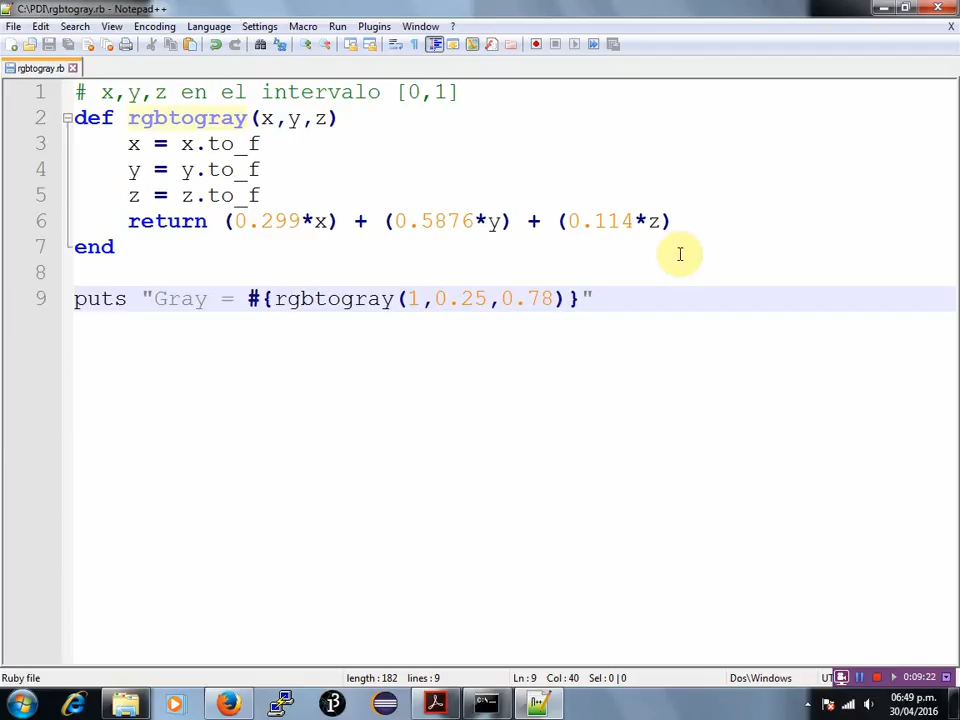 C:\PDI\rgbtogray.rb - Notepad++
File Edit Search View Encoding Language Settings Macro Run Plugins Window ? X
rgbtogray.rb
1 # x,y,z en el intervalo [0,1]
2 def rgbtogray(x,y,z)
3 x = x.to_f
4 y = y.to_f
5 z = z.to_f
6 return (0.299*x) + (0.5876*y) + (0.114*z)
7 end
8
9 puts "Gray = #{rgbtogray(1,0.25,0.78)}"
Ruby file length : 182 lines : 9 Ln : 9 Col : 40 Sel : 0 | 0 Dos\Windows UT 0:09:22
06:49 p.m.
30/04/2016